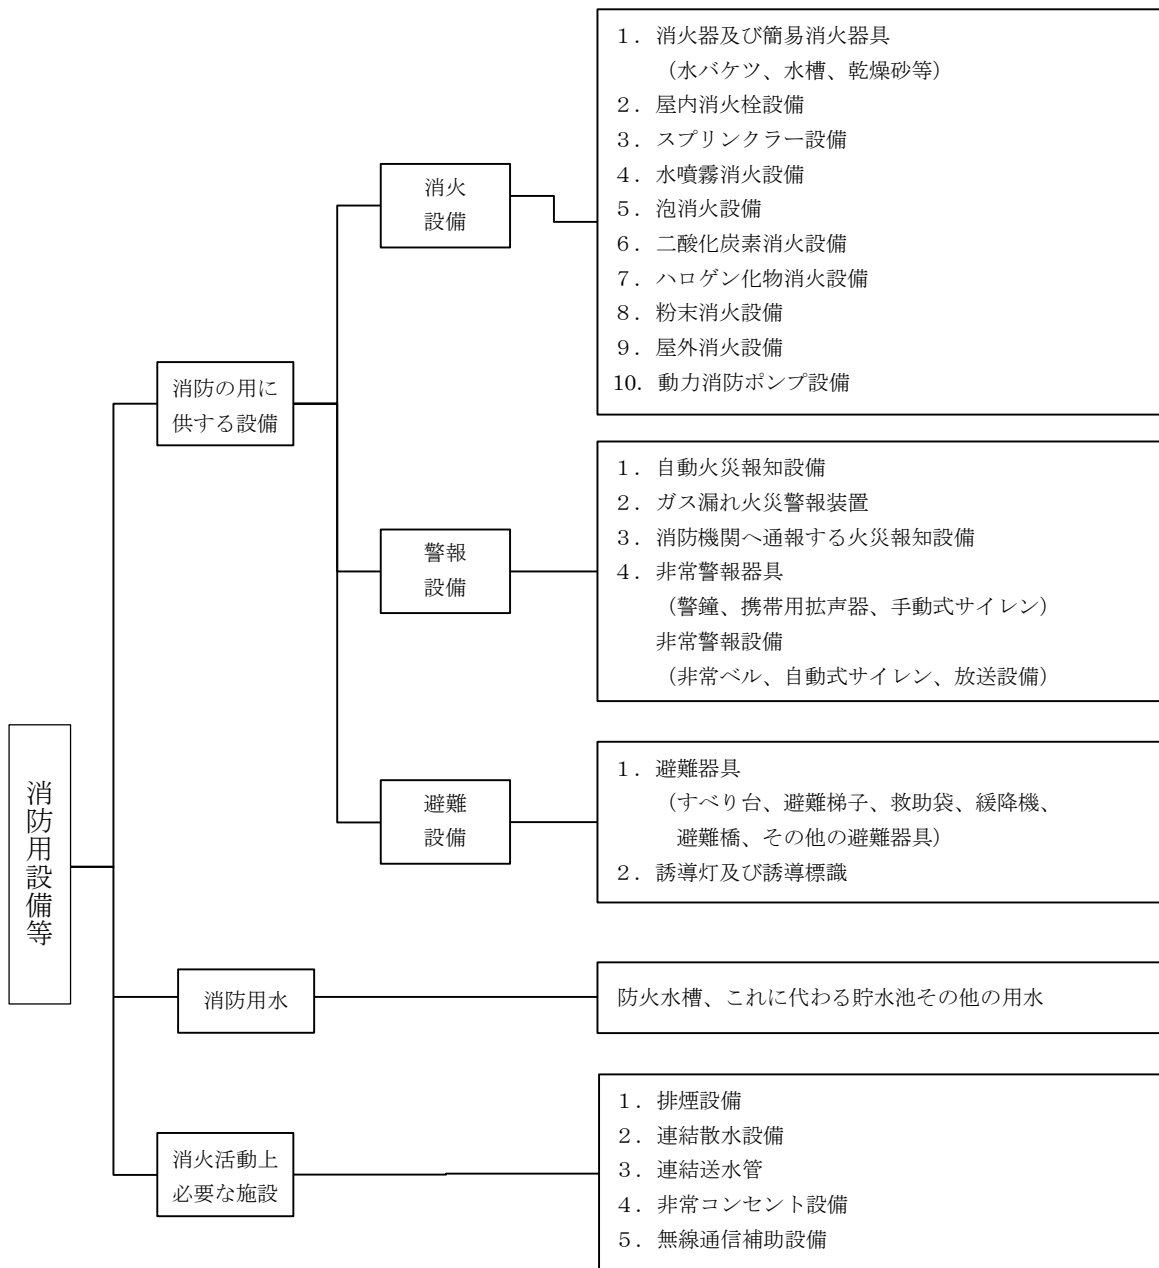 消防用設備等
消防の用に
供する設備
消火
設備
1．消火器及び簡易消火器具
（水バケツ、水槽、乾燥砂等）
2．屋内消火栓設備
3．スプリンクラー設備
4．水噴霧消火設備
5．泡消火設備
6．二酸化炭素消火設備
7．ハロゲン化物消火設備
8．粉末消火設備
9．屋外消火設備
10．動力消防ポンプ設備
警報
設備
1．自動火災報知設備
2．ガス漏れ火災警報装置
3．消防機関へ通報する火災報知設備
4．非常警報器具
（警鐘、携帯用拡声器、手動式サイレン）
非常警報設備
（非常ベル、自動式サイレン、放送設備）
避難
設備
1．避難器具
（すべり台、避難梯子、救助袋、緩降機、
避難橋、その他の避難器具）
2．誘導灯及び誘導標識
消防用水
防火水槽、これに代わる貯水池その他の用水
消火活動上
必要な施設
1．排煙設備
2．連結散水設備
3．連結送水管
4．非常コンセント設備
5．無線通信補助設備